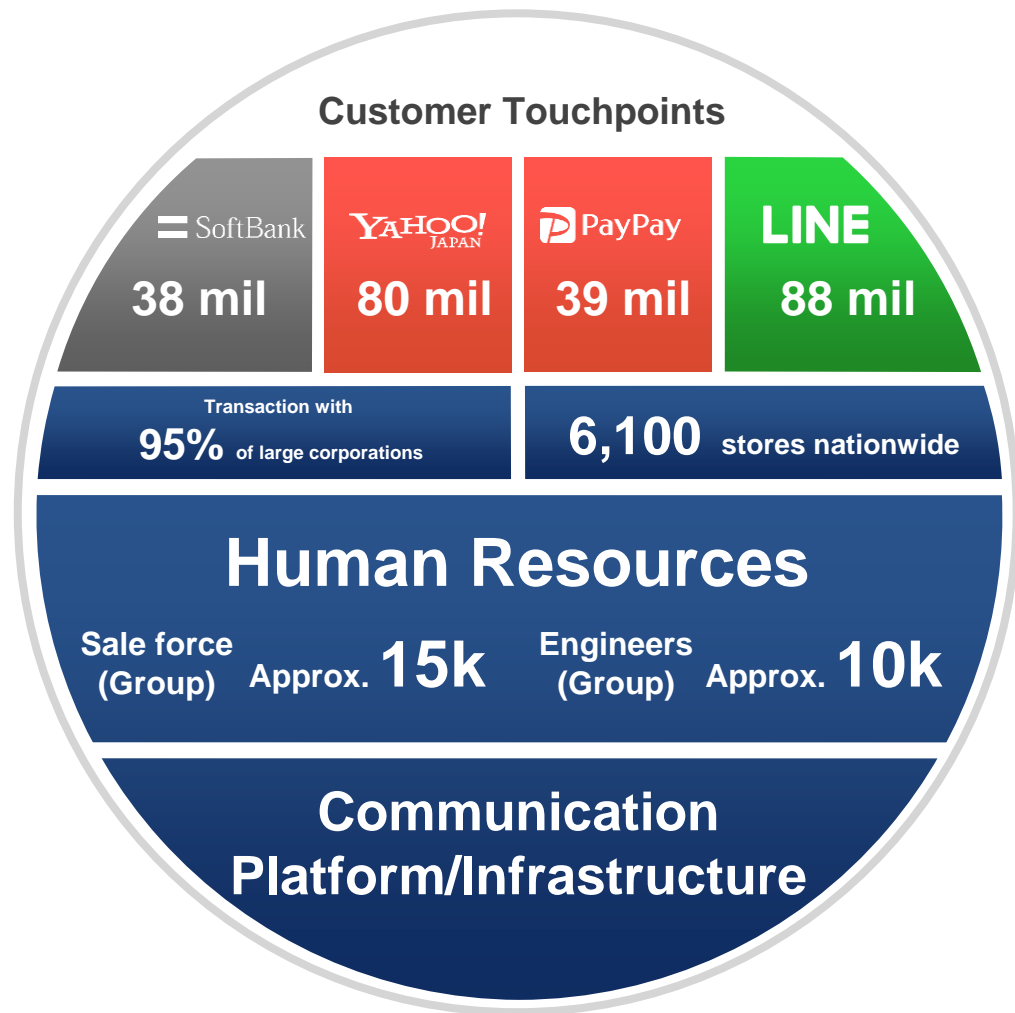 Customer Touchpoints
SoftBank
38 mil
YAHOO!
JAPAN
80 mil
PayPay
39 mil
LINE
88 mil
Transaction with
95% of large corporations
6,100 stores nationwide
Human Resources
Sale force
(Group) Approx. 15k
Engineers
(Group) Approx. 10k
Communication
Platform/Infrastructure